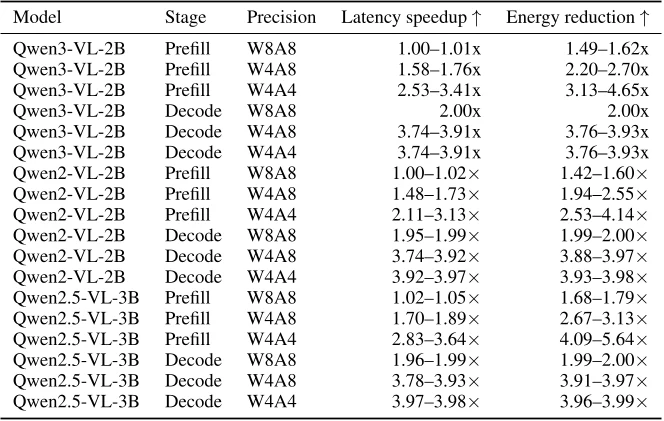 Model Stage Precision Latency speedup ↑ Energy reduction ↑
Qwen3-VL-2B Prefill W8A8 1.00–1.01x 1.49–1.62x
Qwen3-VL-2B Prefill W4A8 1.58–1.76x 2.20–2.70x
Qwen3-VL-2B Prefill W4A4 2.53–3.41x 3.13–4.65x
Qwen3-VL-2B Decode W8A8 2.00x 2.00x
Qwen3-VL-2B Decode W4A8 3.74–3.91x 3.76–3.93x
Qwen3-VL-2B Decode W4A4 3.74–3.91x 3.76–3.93x
Qwen2-VL-2B Prefill W8A8 1.00–1.02× 1.42–1.60×
Qwen2-VL-2B Prefill W4A8 1.48–1.73× 1.94–2.55×
Qwen2-VL-2B Prefill W4A4 2.11–3.13× 2.53–4.14×
Qwen2-VL-2B Decode W8A8 1.95–1.99× 1.99–2.00×
Qwen2-VL-2B Decode W4A8 3.74–3.92× 3.88–3.97×
Qwen2-VL-2B Decode W4A4 3.92–3.97× 3.93–3.98×
Qwen2.5-VL-3B Prefill W8A8 1.02–1.05× 1.68–1.79×
Qwen2.5-VL-3B Prefill W4A8 1.70–1.89× 2.67–3.13×
Qwen2.5-VL-3B Prefill W4A4 2.83–3.64× 4.09–5.64×
Qwen2.5-VL-3B Decode W8A8 1.96–1.99× 1.99–2.00×
Qwen2.5-VL-3B Decode W4A8 3.78–3.93× 3.91–3.97×
Qwen2.5-VL-3B Decode W4A4 3.97–3.98× 3.96–3.99×